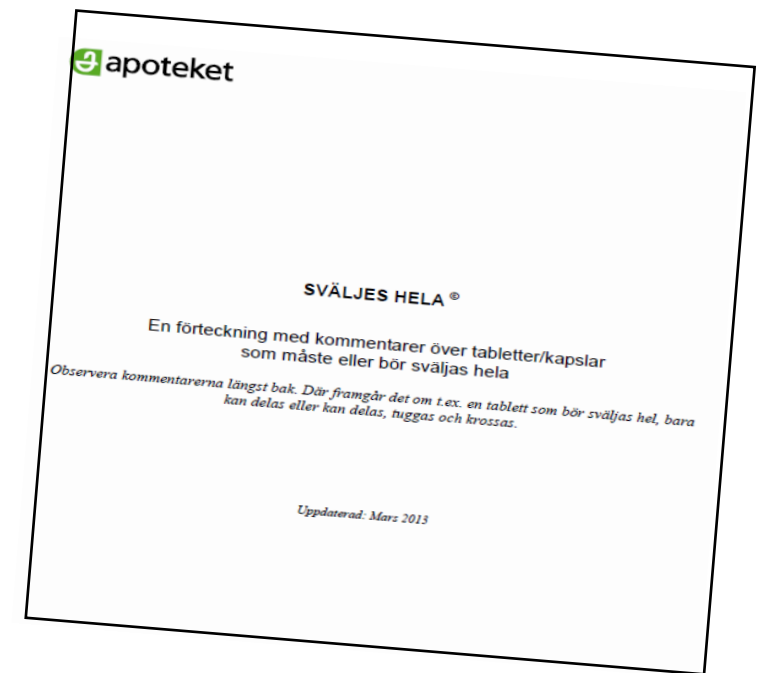 apoteket
SVÄLJES HELA ©
En förteckning med kommentarer över tabletter/kapslar
som måste eller bör sväljas hela
Observera kommentarerna längst bak. Där framgår det om t.ex. en tablett som bör sväljas hel, bara
kan delas eller kan delas, tuggas och krossas.
Uppdaterad: Mars 2013